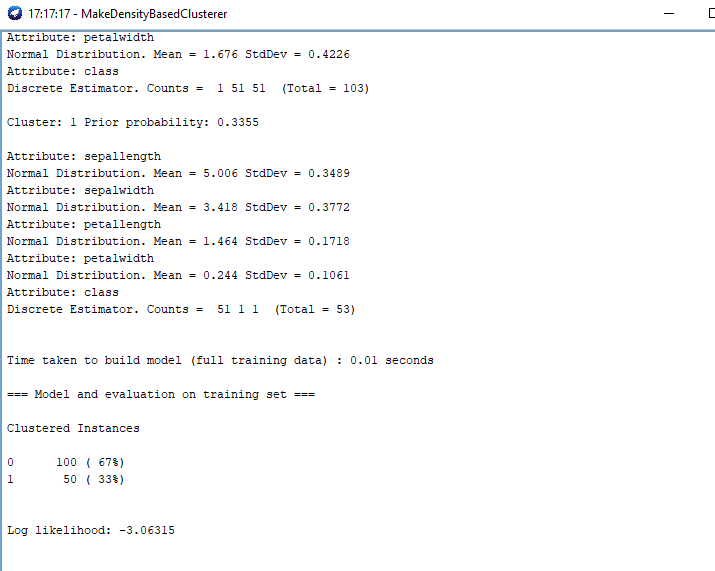 17:17:17 - MakeDensityBasedClusterer
Attribute: petalwidth
Normal Distribution. Mean = 1.676 StdDev = 0.4226
Attribute: class
Discrete Estimator. Counts =  1 51 51  (Total = 103)
Cluster: 1 Prior probability: 0.3355
Attribute: sepallength
Normal Distribution. Mean = 5.006 StdDev = 0.3489
Attribute: sepalwidth
Normal Distribution. Mean = 3.418 StdDev = 0.3772
Attribute: petallength
Normal Distribution. Mean = 1.464 StdDev = 0.1718
Attribute: petalwidth
Normal Distribution. Mean = 0.244 StdDev = 0.1061
Attribute: class
Discrete Estimator. Counts =  51 1 1  (Total = 53)
Time taken to build model (full training data) : 0.01 seconds
=== Model and evaluation on training set ===
Clustered Instances
0      100 ( 67%)
1       50 ( 33%)
Log likelihood: -3.06315